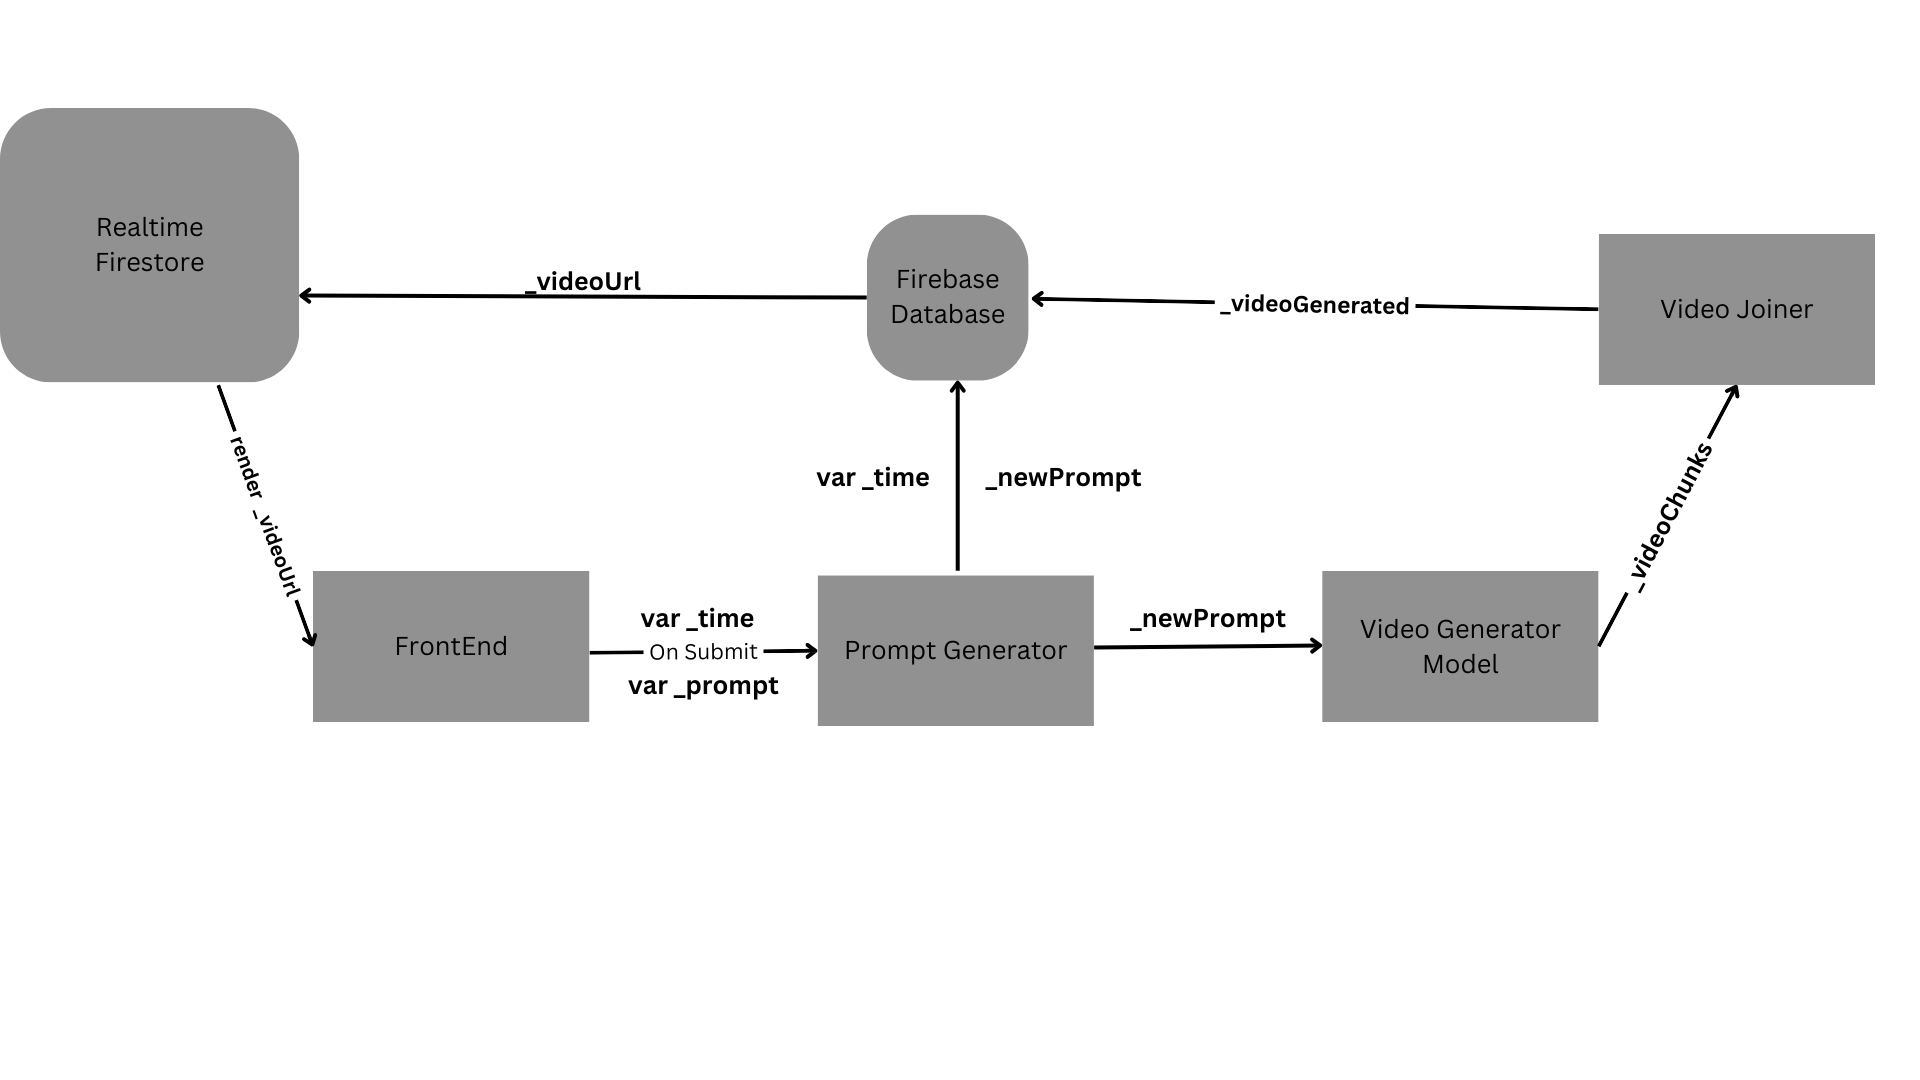 Realtime
Firestore
_videoUrl
Firebase
Database
_videoGenerated
Video Joiner
render _videoUrl
var _time
_newPrompt
_videoChunks
FrontEnd
var _time
On Submit
var _prompt
Prompt Generator
_newPrompt
Video Generator
Model